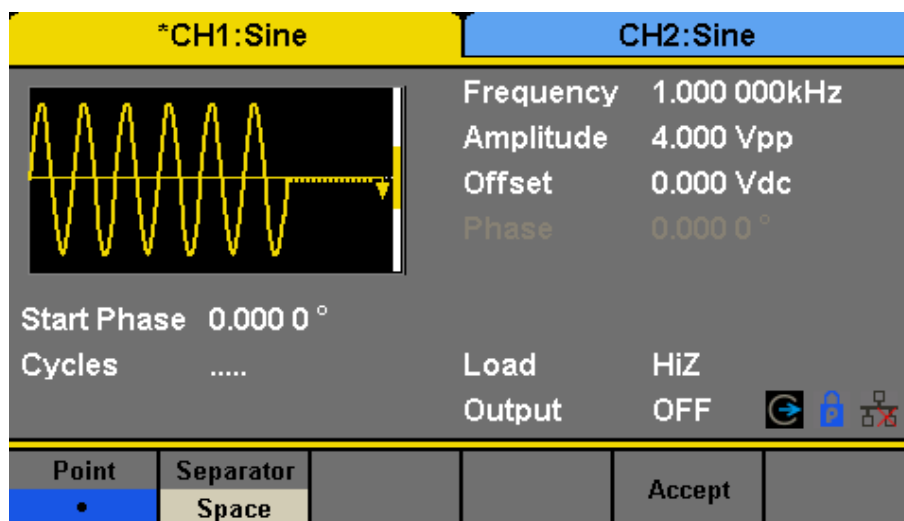 *CH1:Sine
CH2:Sine
Frequency 1.000 000kHz
Amplitude 4.000 Vpp
Offset 0.000 Vdc
Phase 0.000 0 °
Start Phase 0.000 0 °
Cycles .....
Load HiZ
Output OFF
P
Point
•
Separator
Space
Accept